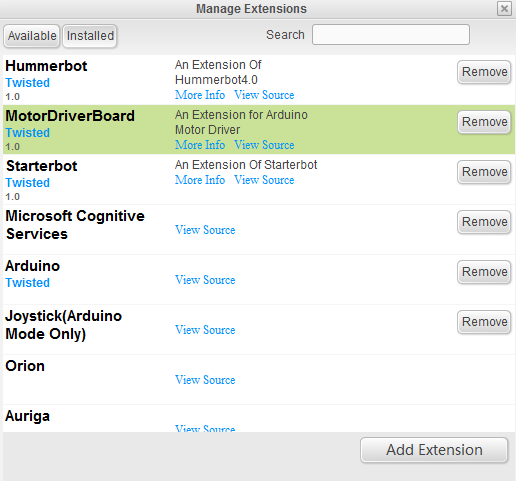 Manage Extensions
Available Installed Search
Hummerbot
Twisted
1.0
An Extension Of
Hummerbot4.0
More Info View Source
Remove
MotorDriverBoard
Twisted
1.0
An Extension for Arduino
Motor Driver
More Info View Source
Remove
Starterbot
Twisted
1.0
An Extension Of Starterbot
More Info View Source
Remove
Microsoft Cognitive
Services
View Source
Remove
Arduino
Twisted
View Source
Remove
Joystick(Arduino
Mode Only)
View Source
Remove
Orion
View Source
Auriga
View Source
Add Extension